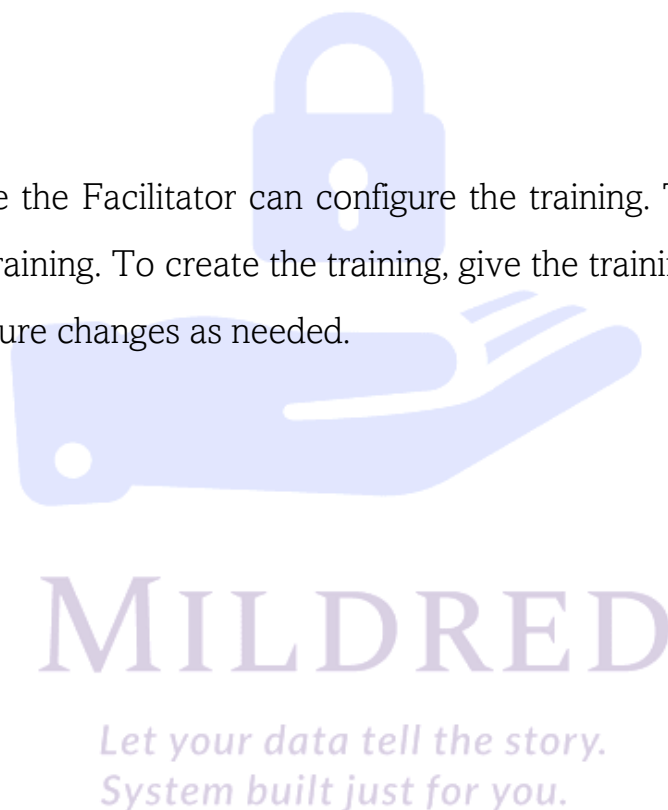 e the Facilitator can configure the training. T
raining. To create the training, give the traini
ure changes as needed.
MILDRED
Let your data tell the story.
System built just for you.